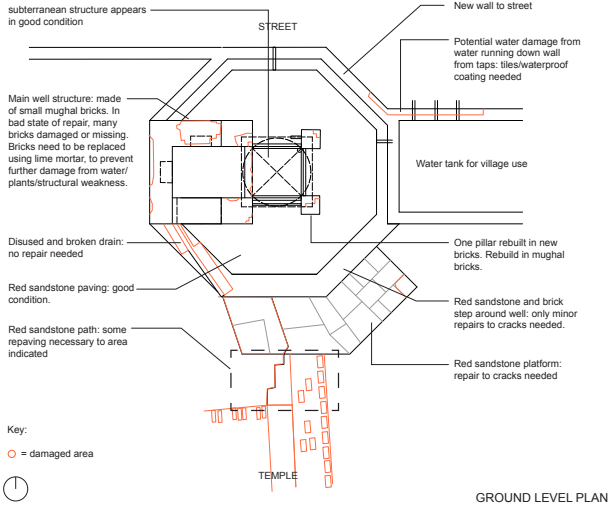 subterranean structure appears
in good condition
STREET
New wall to street
Potential water damage from
water running down wall
from taps: tiles/waterproof
coating needed
Main well structure: made
of small mughal bricks. In
bad state of repair, many
bricks damaged or missing.
Bricks need to be replaced
using lime mortar, to prevent
further damage from water/
plants/structural weakness.
Water tank for village use
Disused and broken drain:
no repair needed
One pillar rebuilt in new
bricks. Rebuild in mughal
bricks.
Red sandstone paving: good
condition.
Red sandstone and brick
step around well: only minor
repairs to cracks needed.
Red sandstone path: some
repaving necessary to area
indicated
Red sandstone platform:
repair to cracks needed
Key:
= damaged area
TEMPLE
GROUND LEVEL PLAN